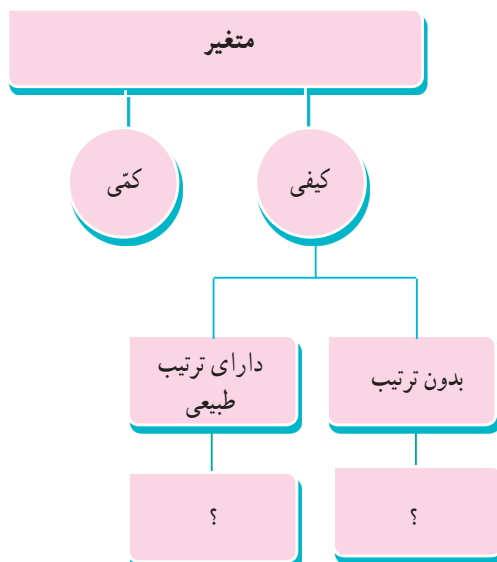 متغیر
کیفی
کمّی
بدون ترتیب
دارای ترتیب
طبیعی
؟
؟